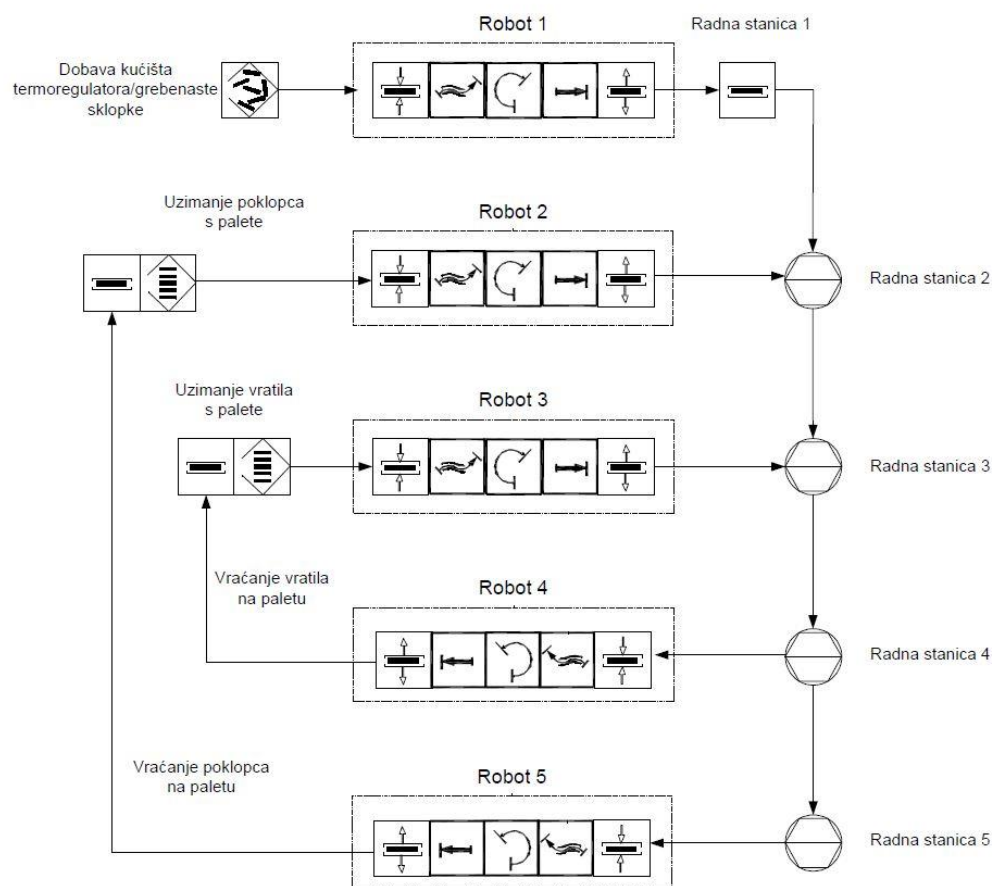 Robot 1
Radna stanica 1
Dobava kućišta
termoregulatora/grebenaste
sklopke
Uzimanje poklopca
s palete
Robot 2
Radna stanica 2
Uzimanje vratila
s palete
Robot 3
Radna stanica 3
Vraćanje vratila
na paletu
Robot 4
Radna stanica 4
Vraćanje poklopca
na paletu
Robot 5
Radna stanica 5